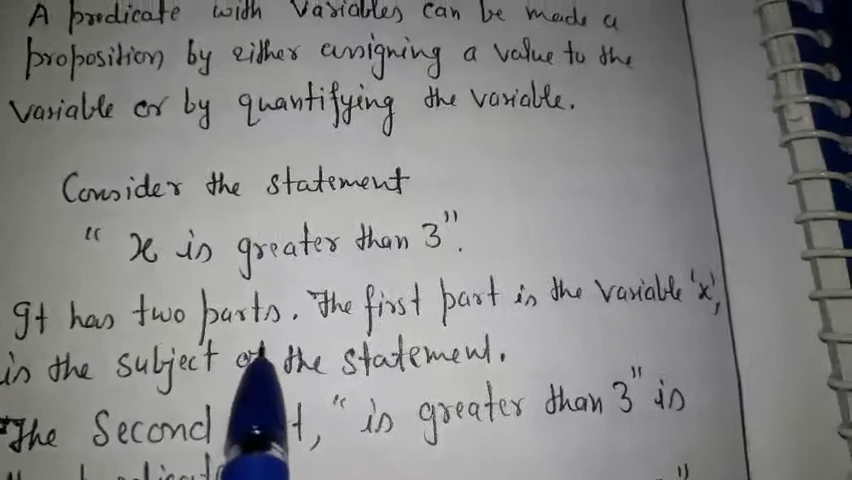 A predicate with variables can be made a
proposition by either assigning a value to the
variable or by quantifying the variable.
Consider the statement
"x is greater than 3".
It has two parts. The first part is the variable 'x',
is the subject of the statement.
The Second t, "is greater than 3" is
"